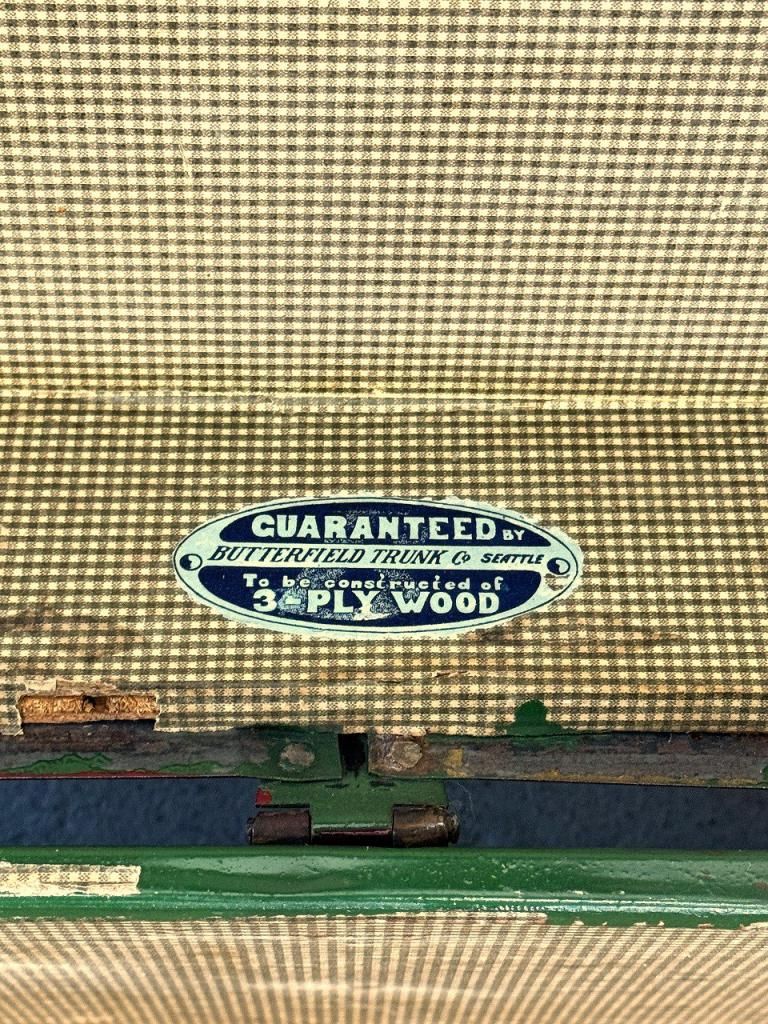 GUARANTEED BY
BUTTERFIELD TRUNK Co SEATTLE
To be constructed of
3-PLY WOOD